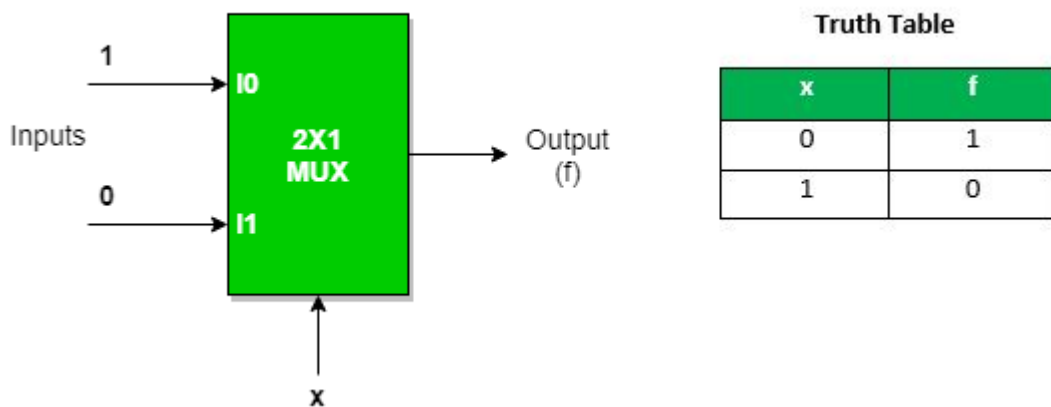 Truth Table
1
I0
Inputs
2X1
MUX
Output
(f)
0
I1
x
x f
0 1
1 0